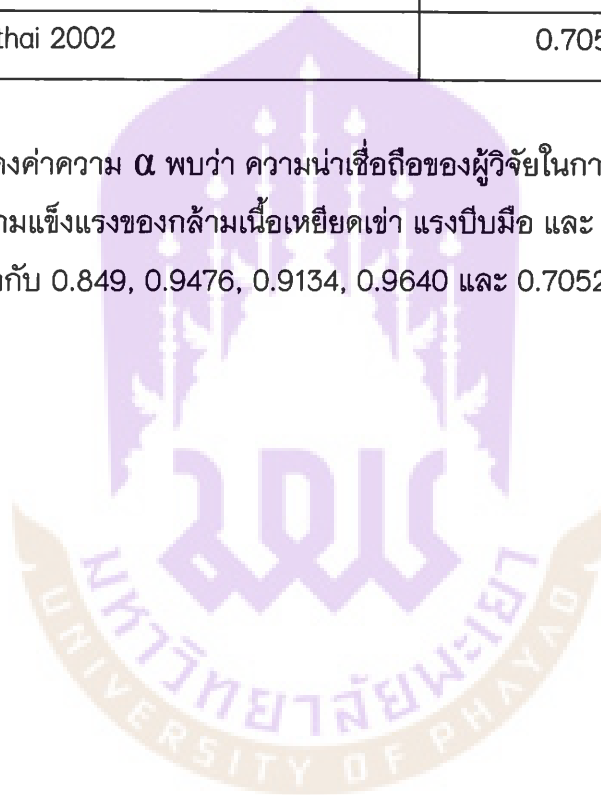 thai 2002 0.705
งค่าความ α พบว่า ความน่าเชื่อถือของผู้วิจัยในกา
ามแข็งแรงของกล้ามเนื้อเหยียดเข่า แรงบีบมือ และ
ากับ 0.849, 0.9476, 0.9134, 0.9640 และ 0.7052
มพย
มหาวิทยาลัยพะเยา
UNIVERSITY OF PHAYAO